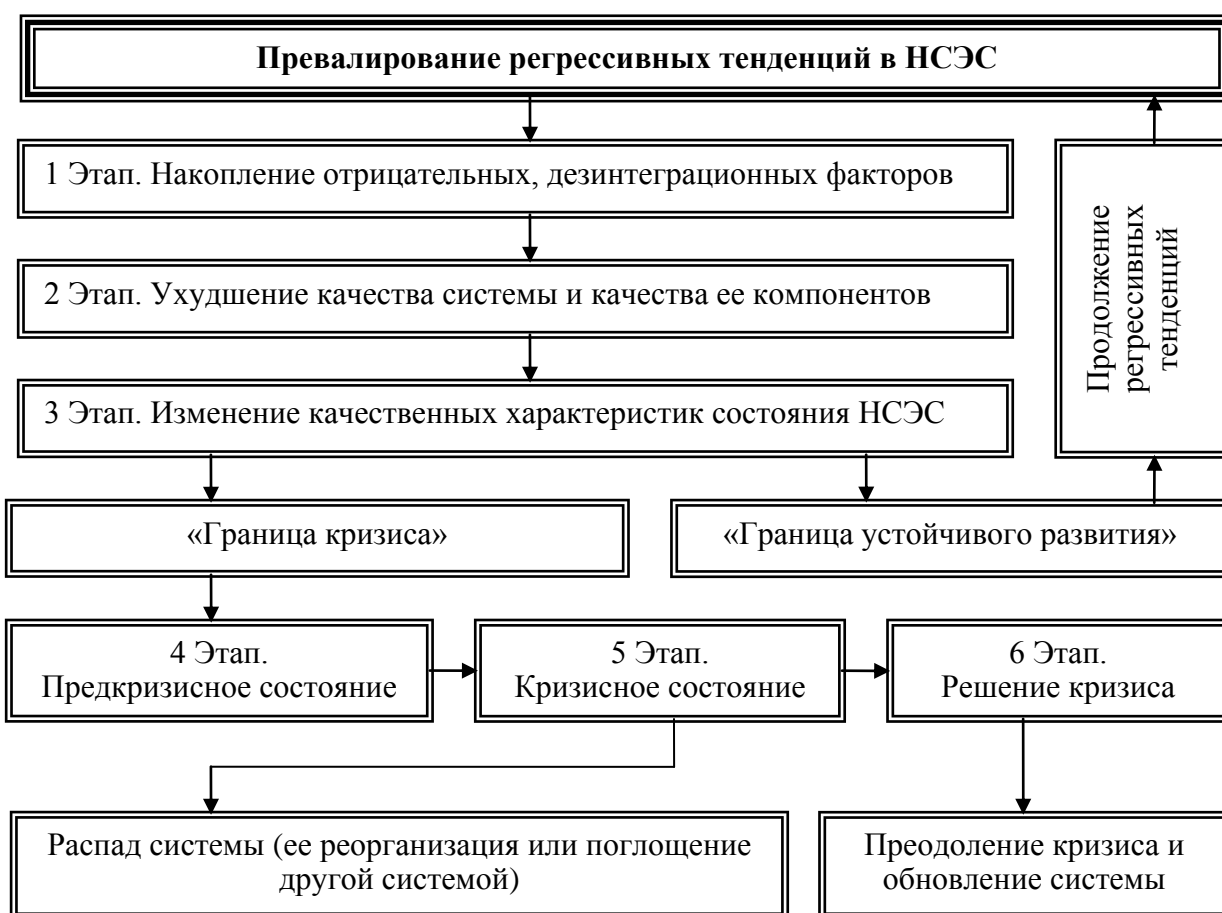 Превалирование регрессивных тенденций в НСЭС
1 Этап. Накопление отрицательных, дезинтеграционных факторов
2 Этап. Ухудшение качества системы и качества ее компонентов
3 Этап. Изменение качественных характеристик состояния НСЭС
Продолжение
регрессивных
тенденций
«Граница кризиса»
«Граница устойчивого развития»
4 Этап.
Предкризисное состояние
5 Этап.
Кризисное состояние
6 Этап.
Решение кризиса
Распад системы (ее реорганизация или поглощение
другой системой)
Преодоление кризиса и
обновление системы